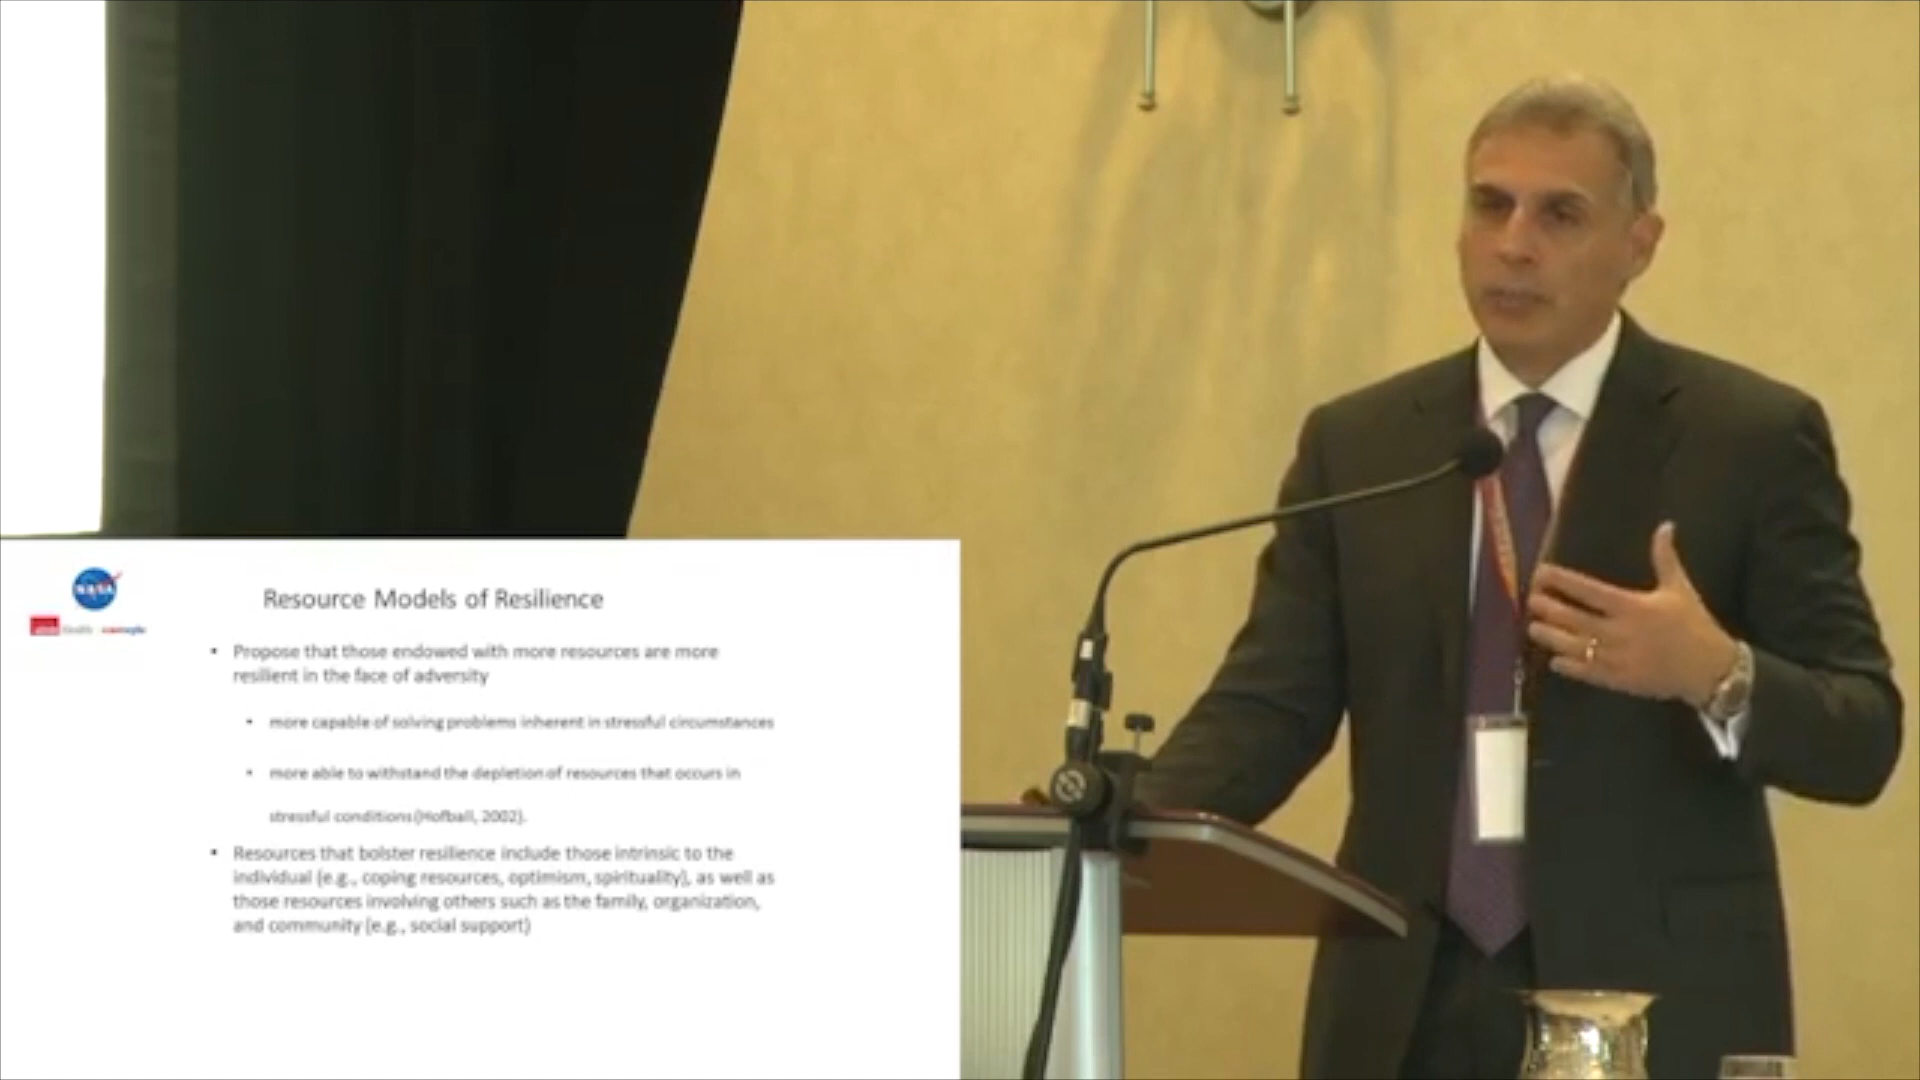 NASA
Resource Models of Resilience
• Propose that those endowed with more resources are more
resilient in the face of adversity
• more capable of solving problems inherent in stressful circumstances
• more able to withstand the depletion of resources that occurs in
stressful conditions (Hofball, 2002).
• Resources that bolster resilience include those intrinsic to the
individual (e.g., coping resources, optimism, spirituality), as well as
those resources involving others such as the family, organization,
and community (e.g., social support)